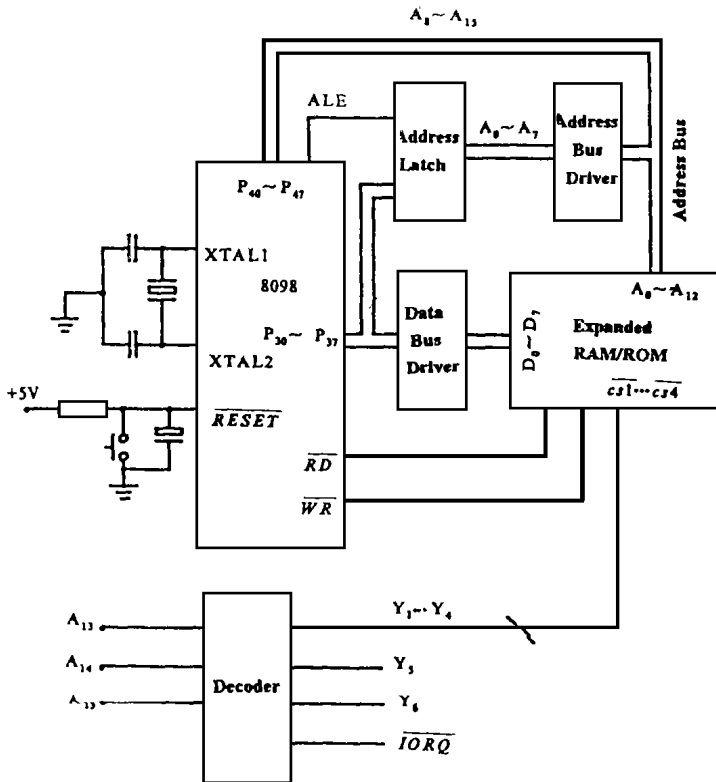 A₈~A₁₅
ALE
Address Latch
A₀~A₇
Address Bus Driver
Address Bus
P₄₀~P₄₇
XTAL1
8098
P₃₀~P₃₇
XTAL2
Data Bus Driver
D₀~D₇
A₀~A₁₂
Expanded RAM/ROM
cs1...cs4
+5V
RESET
RD
WR
A₁₃
A₁₄
A₁₅
Decoder
Y₁...Y₄
Y₅
Y₆
IORQ